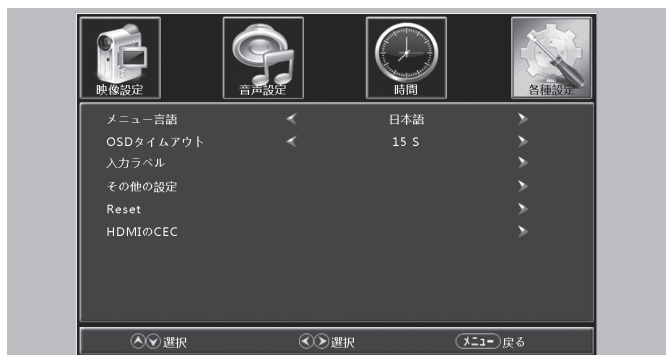 映像設定 音声設定 時間 各種設定
メニュー言語 日本語
OSDタイムアウト 15 S
入力ラベル
その他の設定
Reset
HDMIのCEC
選択 選択 メニュー 戻る